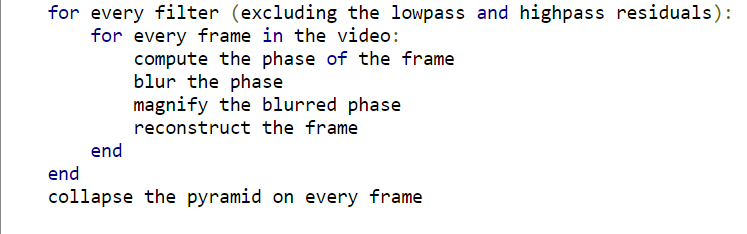 for every filter (excluding the lowpass and highpass residuals):
for every frame in the video:
compute the phase of the frame
blur the phase
magnify the blurred phase
reconstruct the frame
end
end
collapse the pyramid on every frame